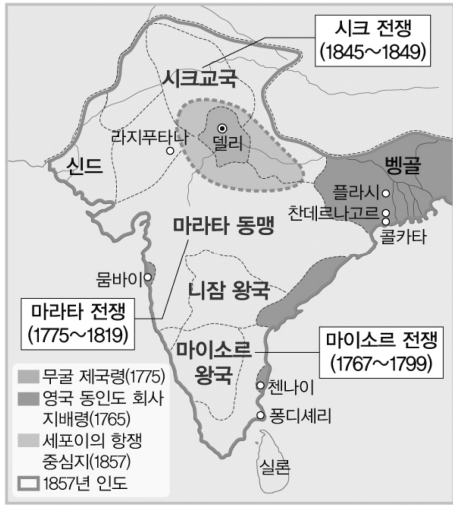 시크 전쟁
(1845~1849)
시크교국
라지푸타나
델리
신드
벵골
플라시
찬데르나고르
콜카타
마라타 동맹
뭄바이
니잠 왕국
마라타 전쟁
(1775~1819)
마이소르
왕국
마이소르 전쟁
(1767~1799)
첸나이
퐁디셰리
실론
무굴 제국령(1775)
영국 동인도 회사
지배령(1765)
세포이의 항쟁
중심지(1857)
1857년 인도